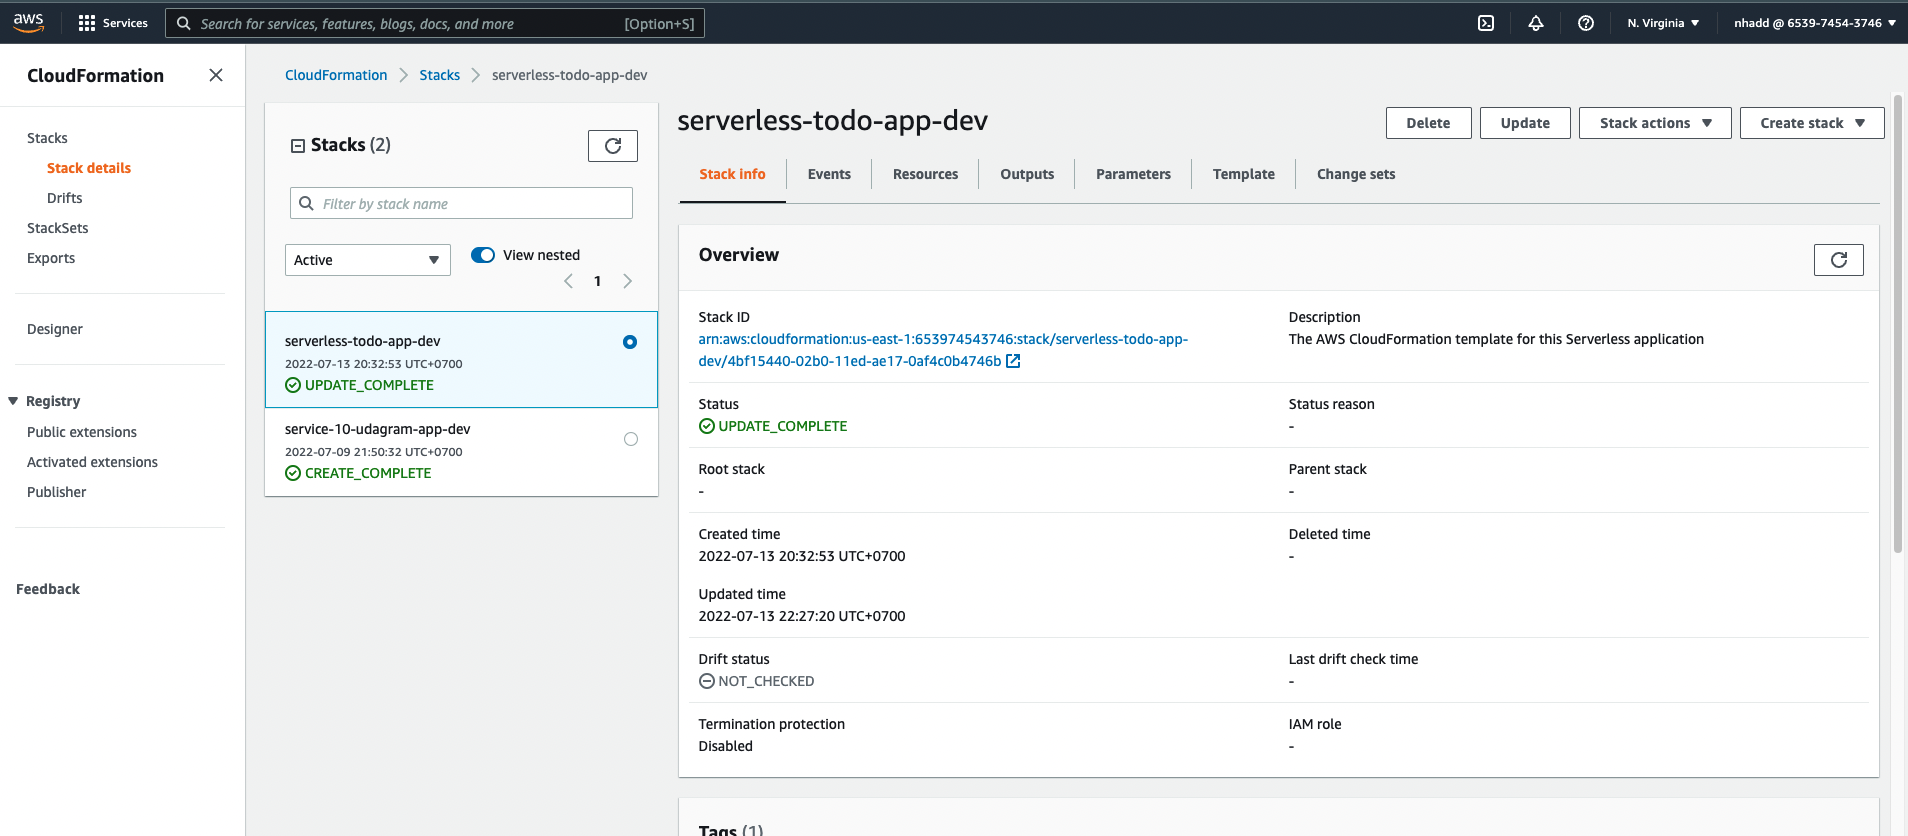 aws
Services
Search for services, features, blogs, docs, and more
[Option+S]
N. Virginia
nhadd @ 6539-7454-3746
CloudFormation
Stacks
Stack details
Drifts
StackSets
Exports
Designer
Registry
Public extensions
Activated extensions
Publisher
Feedback
CloudFormation
Stacks
serverless-todo-app-dev
Stacks (2)
Filter by stack name
Active
View nested
1
serverless-todo-app-dev
2022-07-13 20:32:53 UTC+0700
UPDATE_COMPLETE
service-10-udagram-app-dev
2022-07-09 21:50:32 UTC+0700
CREATE_COMPLETE
serverless-todo-app-dev
Delete
Update
Stack actions
Create stack
Stack info
Events
Resources
Outputs
Parameters
Template
Change sets
Overview
Stack ID
arn:aws:cloudformation:us-east-1:653974543746:stack/serverless-todo-app-
dev/4bf15440-02b0-11ed-ae17-0af4c0b4746b
Description
The AWS CloudFormation template for this Serverless application
Status
UPDATE_COMPLETE
Status reason
-
Root stack
-
Parent stack
-
Created time
2022-07-13 20:32:53 UTC+0700
Deleted time
-
Updated time
2022-07-13 22:27:20 UTC+0700
Drift status
NOT_CHECKED
Last drift check time
-
Termination protection
Disabled
IAM role
-
Tags (1)